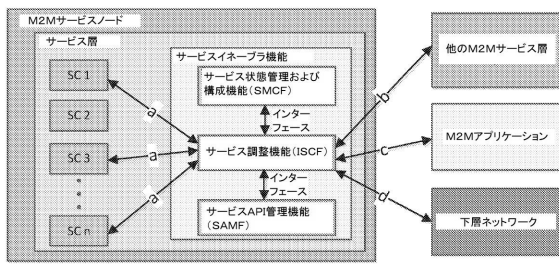 M2Mサービスノード
サービス層
SC 1
SC 2
SC 3
SC n
サービスイネーブラ機能
サービス状態管理および
構成機能(SMCF)
インター
フェース
サービス調整機能(ISCF)
インター
フェース
サービスAPI管理機能
(SAMF)
a
a
a
b
c
d
他のM2Mサービス層
M2Mアプリケーション
下層ネットワーク